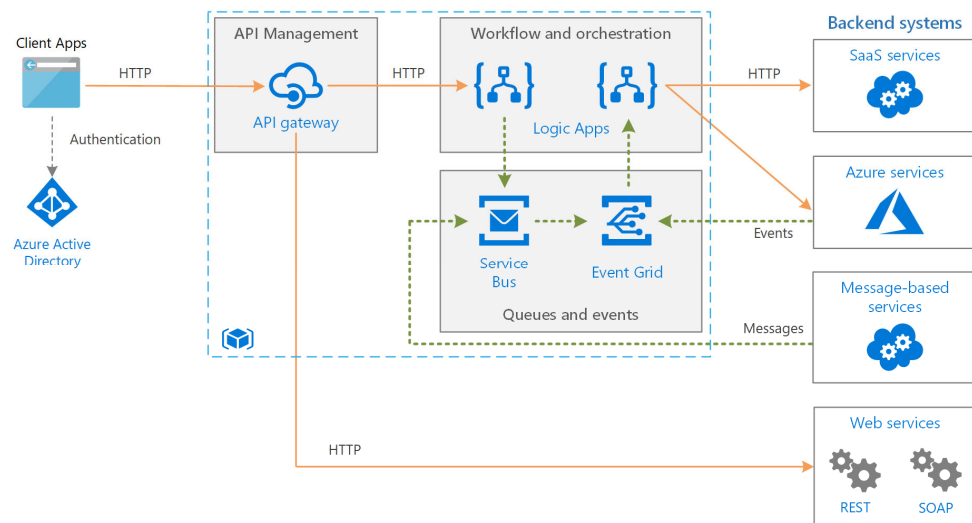 Backend systems
Client Apps
API Management
Workflow and orchestration
SaaS services
HTTP
HTTP
HTTP
API gateway
Logic Apps
Authentication
Azure services
Azure Active
Directory
Service
Bus
Event Grid
Events
Queues and events
Message-based
services
Messages
Web services
HTTP
REST
SOAP